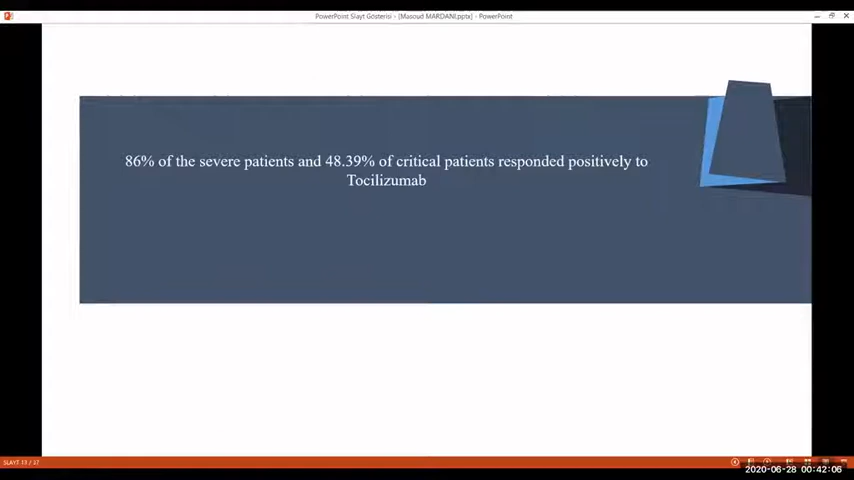 PowerPoint Slayt Gösterisi - [Masoud MARDANI.pptx] - PowerPoint
86% of the severe patients and 48.39% of critical patients responded positively to
Tocilizumab
SLAYT 13 / 37
2020-06-28 00:42:06